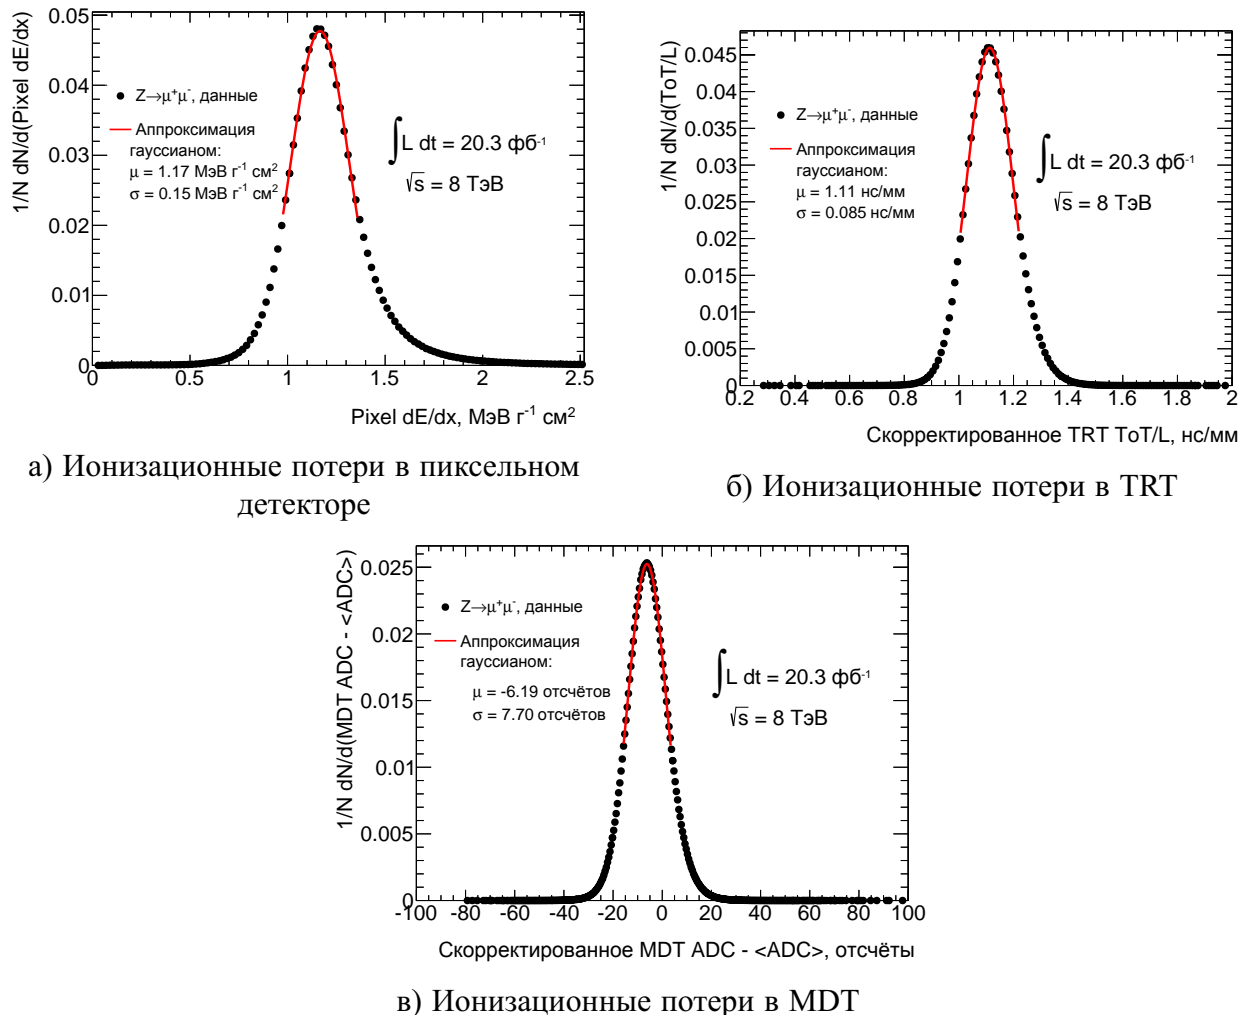 1/N dN/d(Pixel dE/dx)
0.05
0.04
0.03
0.02
0.01
0
Z→μ⁺μ⁻, данные
Аппроксимация
гауссианом:
μ = 1.17 МэВ г⁻¹ см²
σ = 0.15 МэВ г⁻¹ см²
∫L dt = 20.3 фб⁻¹
√s = 8 ТэВ
0 0.5 1 1.5 2 2.5
Pixel dE/dx, МэВ г⁻¹ см²
а) Ионизационные потери в пиксельном
детекторе
1/N dN/d(ToT/L)
0.045
0.04
0.035
0.03
0.025
0.02
0.015
0.01
0.005
0
Z→μ⁺μ⁻, данные
Аппроксимация
гауссианом:
μ = 1.11 нс/мм
σ = 0.085 нс/мм
∫L dt = 20.3 фб⁻¹
√s = 8 ТэВ
0.2 0.4 0.6 0.8 1 1.2 1.4 1.6 1.8 2
Скорректированное TRT ToT/L, нс/мм
б) Ионизационные потери в TRT
1/N dN/d(MDT ADC - <ADC>)
0.025
0.02
0.015
0.01
0.005
0
Z→μ⁺μ⁻, данные
Аппроксимация
гауссианом:
μ = -6.19 отсчётов
σ = 7.70 отсчётов
∫L dt = 20.3 фб⁻¹
√s = 8 ТэВ
-100 -80 -60 -40 -20 0 20 40 60 80 100
Скорректированное MDT ADC - <ADC>, отсчёты
в) Ионизационные потери в MDT